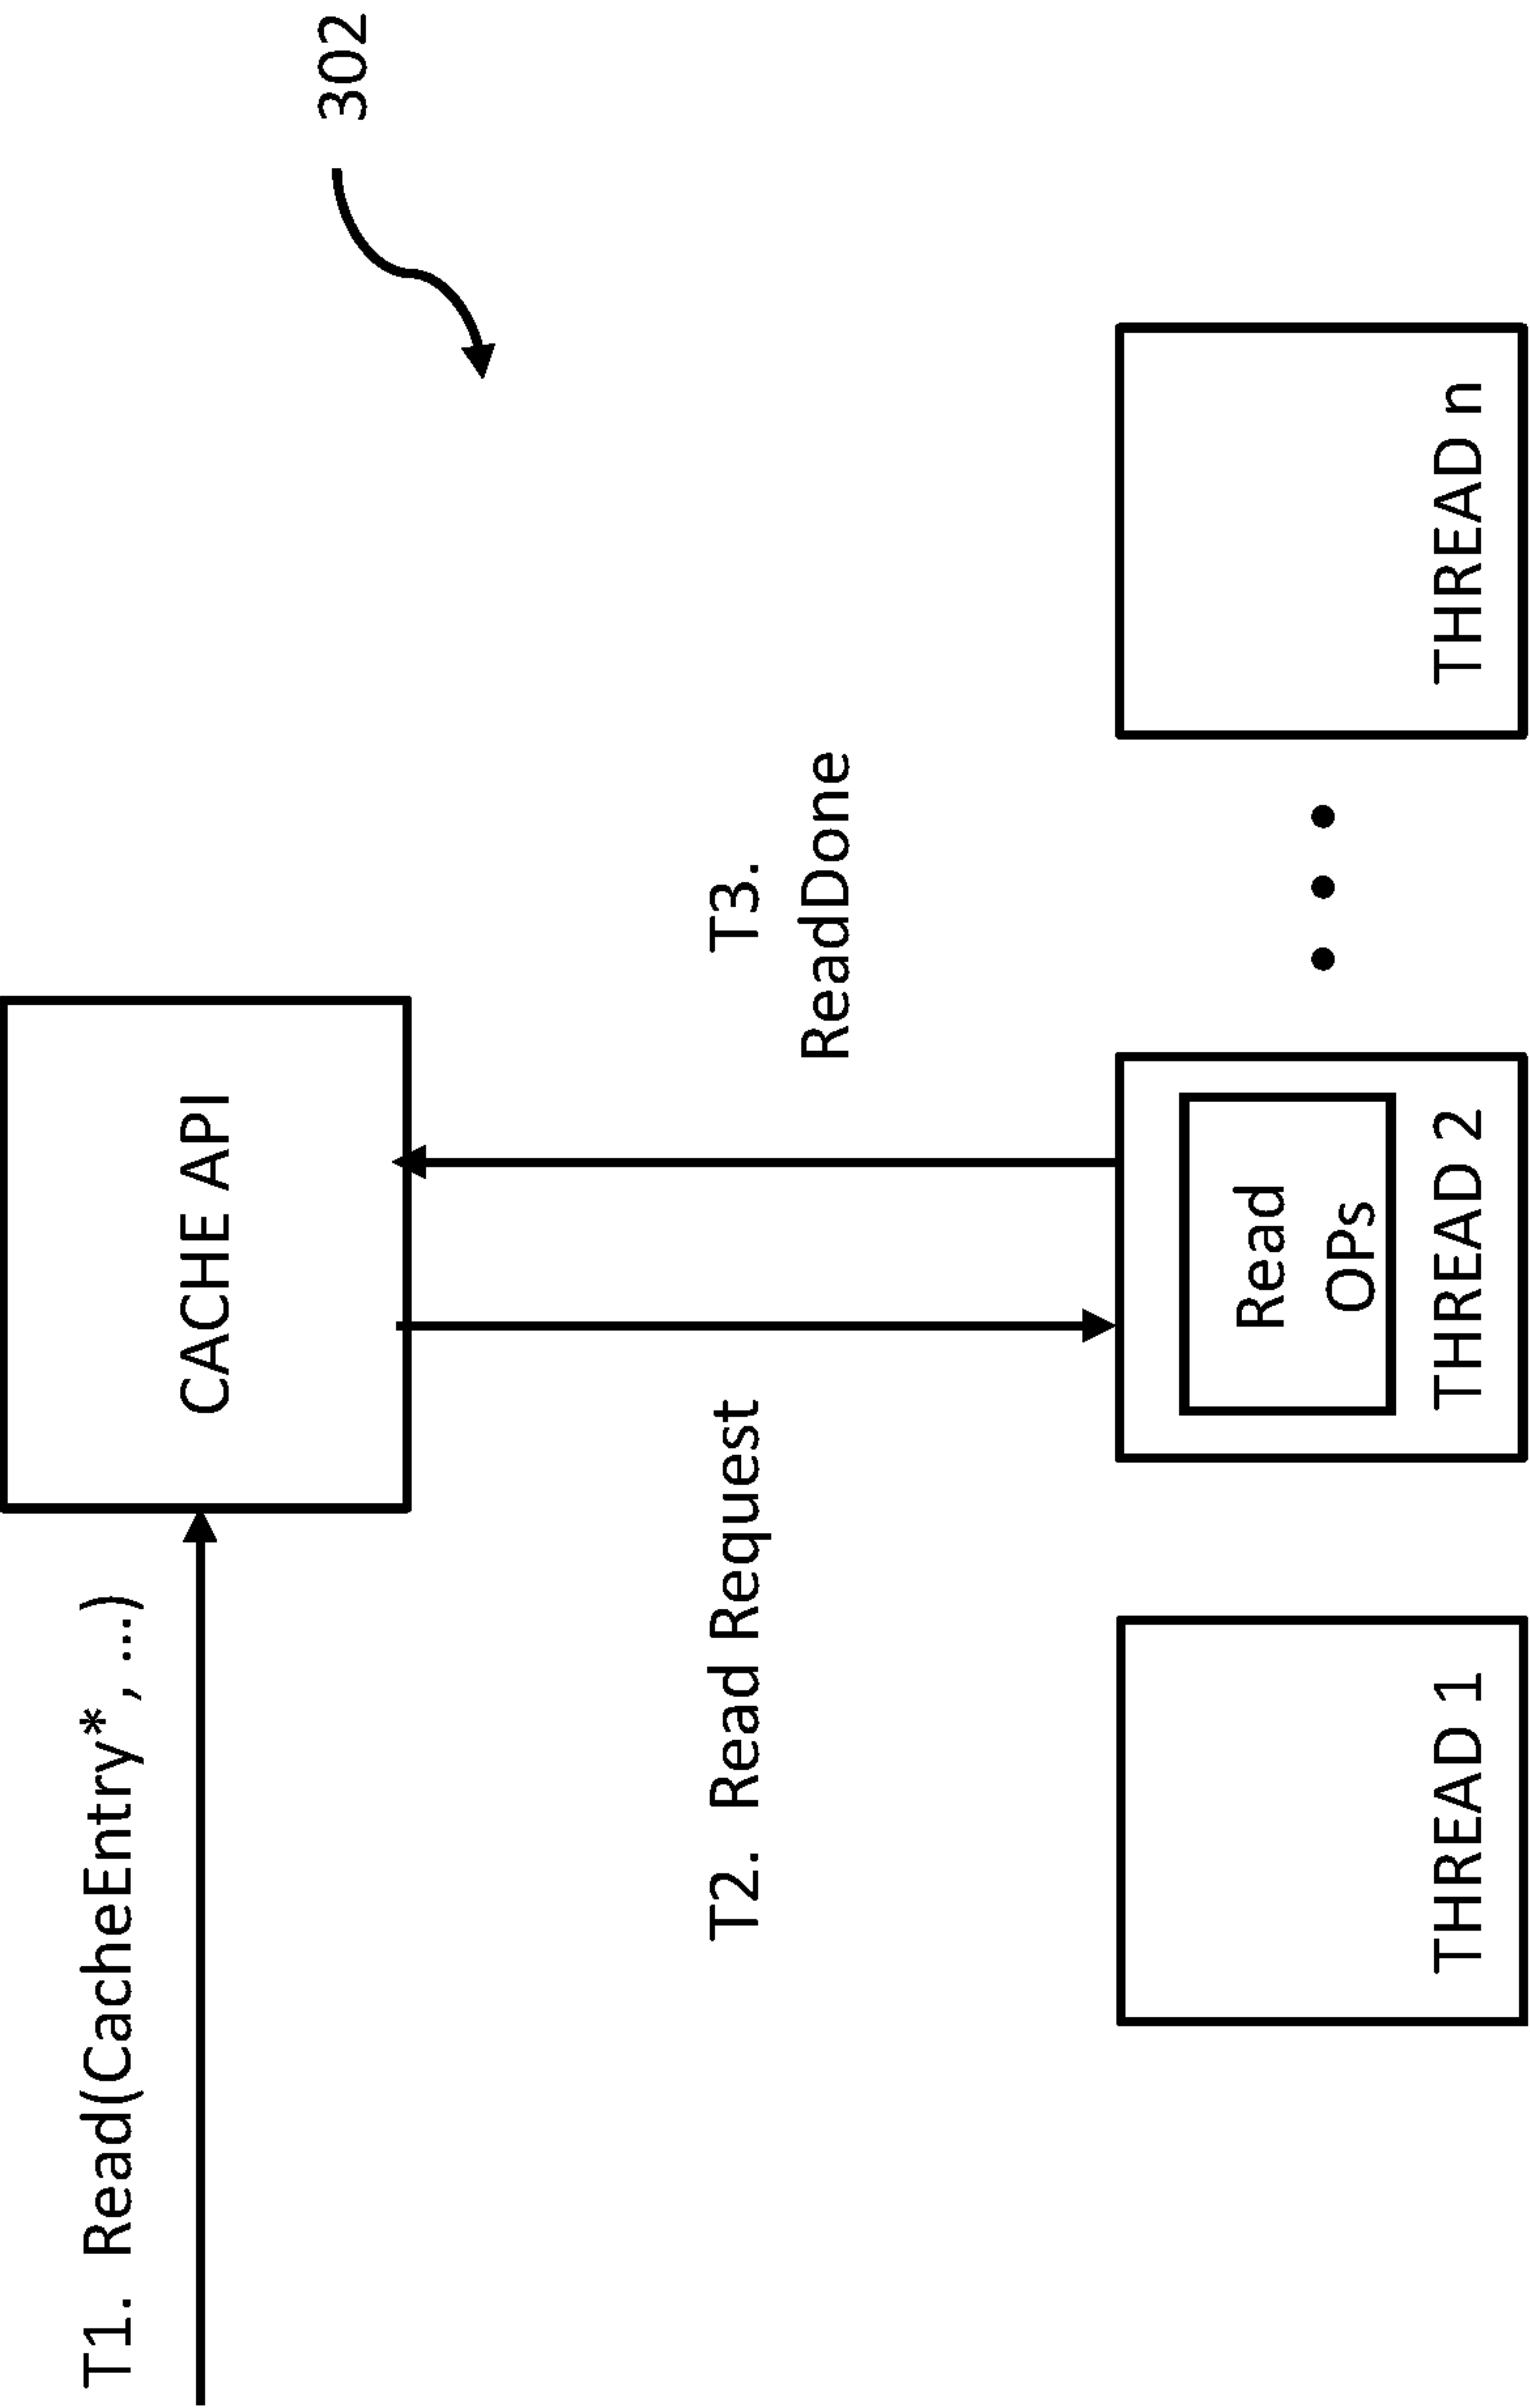 302
T1. Read(CacheEntry*, ...)
CACHE API
T2. Read Request
T3.
ReadDone
Read
OPs
THREAD 1
THREAD 2
THREAD n